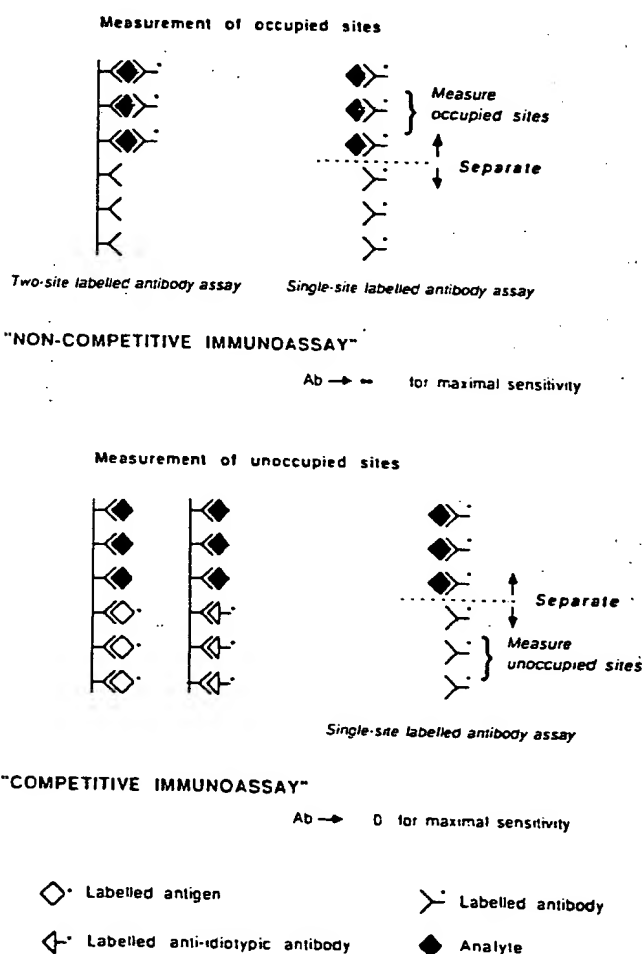 Measurement of occupied sites
Measure
occupied sites
Separate
Two-site labelled antibody assay
Single-site labelled antibody assay
"NON-COMPETITIVE IMMUNOASSAY"
Ab → ∞ for maximal sensitivity
Measurement of unoccupied sites
Separate
Measure
unoccupied sites
Single-site labelled antibody assay
"COMPETITIVE IMMUNOASSAY"
Ab → 0 for maximal sensitivity
Labelled antigen
Labelled antibody
Labelled anti-idiotypic antibody
Analyte